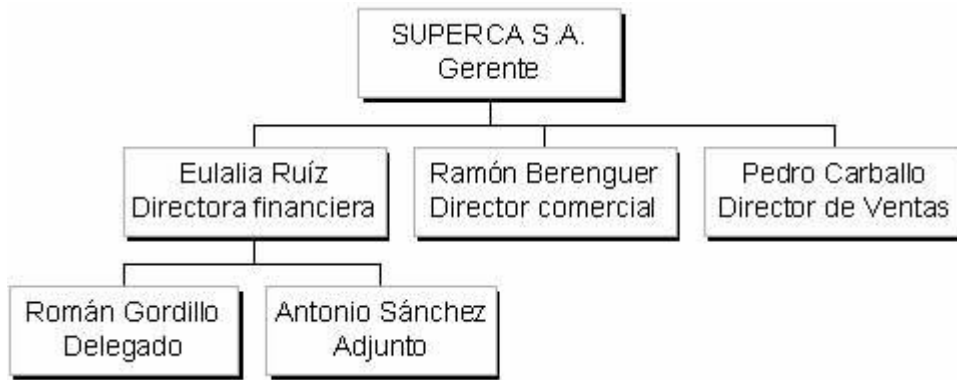 SUPERCA S.A.
Gerente
Eulalia Ruíz
Directora financiera
Ramón Berenguer
Director comercial
Pedro Carballo
Director de Ventas
Román Gordillo
Delegado
Antonio Sánchez
Adjunto